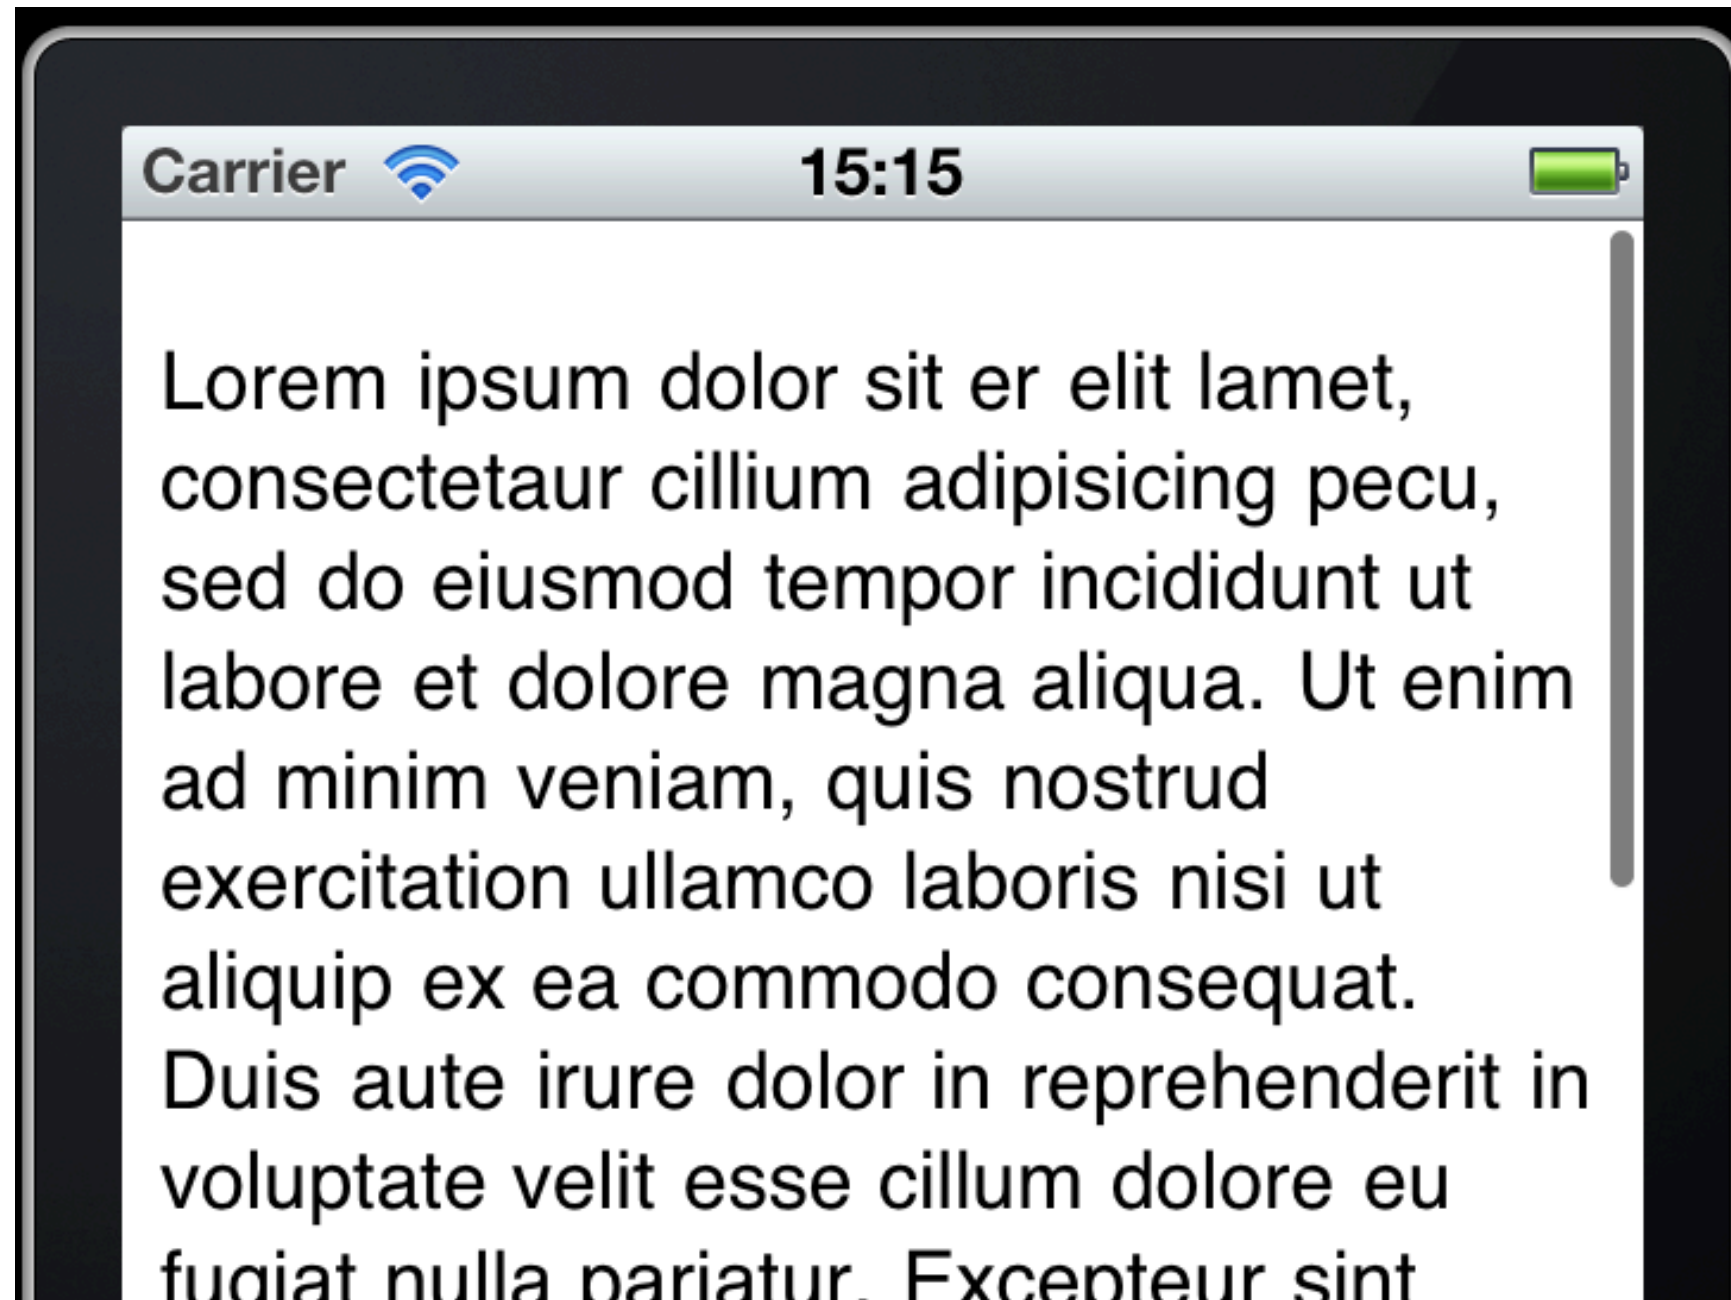 Carrier 15:15
Lorem ipsum dolor sit er elit lamet,
consectetaur cillium adipisicing pecu,
sed do eiusmod tempor incididunt ut
labore et dolore magna aliqua. Ut enim
ad minim veniam, quis nostrud
exercitation ullamco laboris nisi ut
aliquip ex ea commodo consequat.
Duis aute irure dolor in reprehenderit in
voluptate velit esse cillum dolore eu
fugiat nulla pariatur. Excepteur sint